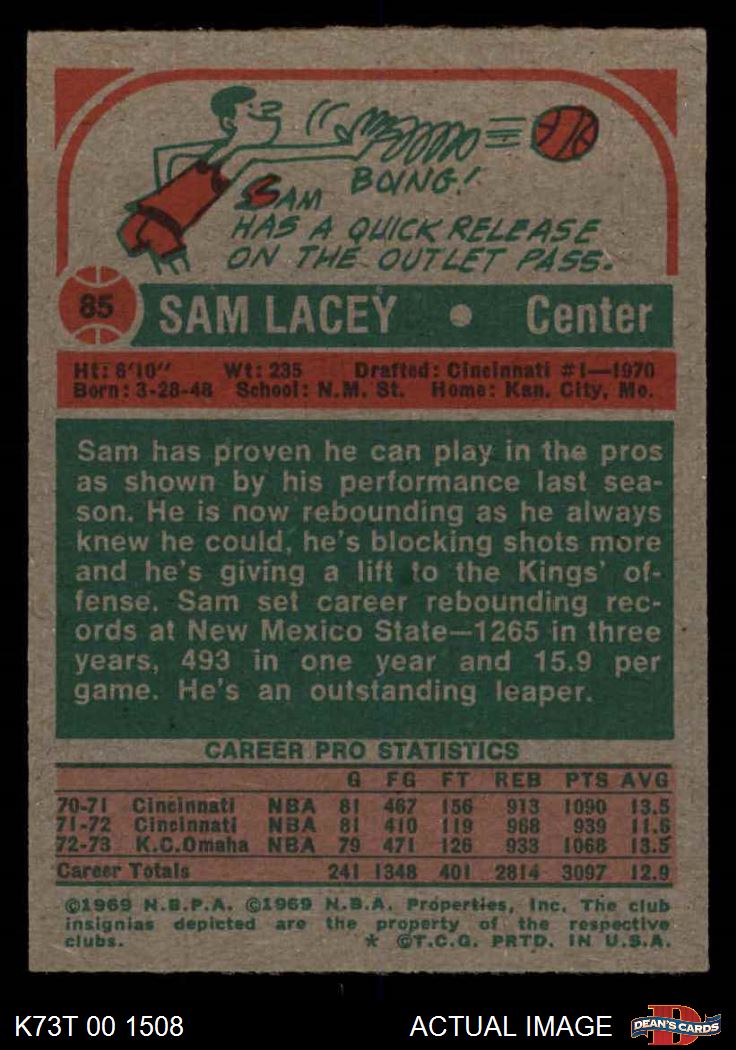 BOING!
SAM
HAS A QUICK RELEASE
ON THE OUTLET PASS.
85
SAM LACEY • Center
Ht: 6'10" Wt: 235 Drafted: Cincinnati #1—1970
Born: 3-28-48 School: N.M. St. Home: Kan. City, Mo.
Sam has proven he can play in the pros
as shown by his performance last sea-
son. He is now rebounding as he always
knew he could, he's blocking shots more
and he's giving a lift to the Kings' of-
fense. Sam set career rebounding rec-
ords at New Mexico State—1265 in three
years, 493 in one year and 15.9 per
game. He's an outstanding leaper.
CAREER PRO STATISTICS
G FG FT REB PTS AVG
70-71 Cincinnati NBA 81 467 156 913 1090 13.5
71-72 Cincinnati NBA 81 410 119 968 939 11.6
72-73 K.C.Omaha NBA 79 471 126 933 1068 13.5
Career Totals 241 1348 401 2814 3097 12.9
©1969 N.B.P.A. ©1969 N.B.A. Properties, Inc. The club
insignias depicted are the property of the respective
clubs. * ©T.C.G. PRTD. IN U.S.A.
K73T 00 1508 ACTUAL IMAGE
D
DEAN'S CARDS